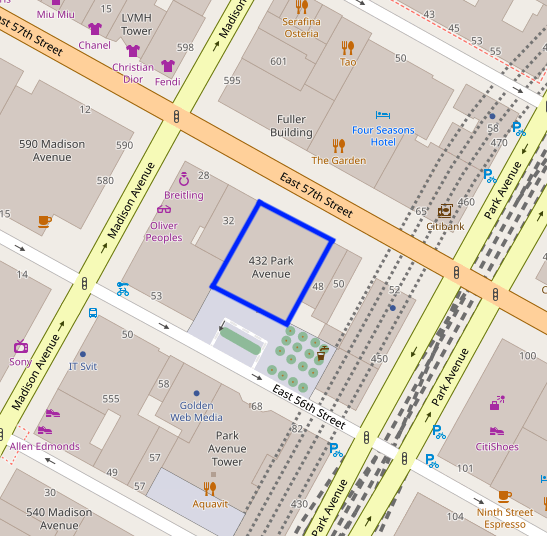 Miu Miu
15
LVMH
Tower
Chanel
Christian
Dior
Fendi
598
Madison
Serafina
Osteria
Tao
43
45
53
55
50
601
595
East 57th Street
12
590 Madison
Avenue
590
580
Madison Avenue
Fuller
Building
Four Seasons
Hotel
The Garden
58
470
Park Avenue
28
Breitling
Oliver
Peoples
32
East 57th Street
65
460
Citibank
432 Park
Avenue
48
50
52
15
14
53
50
Sony
IT Svit
Madison Avenue
555
58
Golden
Web Media
68
East 56th Street
82
450
Park Avenue
100
CitiShoes
101
Allen Edmonds
49
57
57
Park
Avenue
Tower
Aquavit
430
Park Avenue
30
540 Madison
Avenue
104
Ninth Street
Espresso